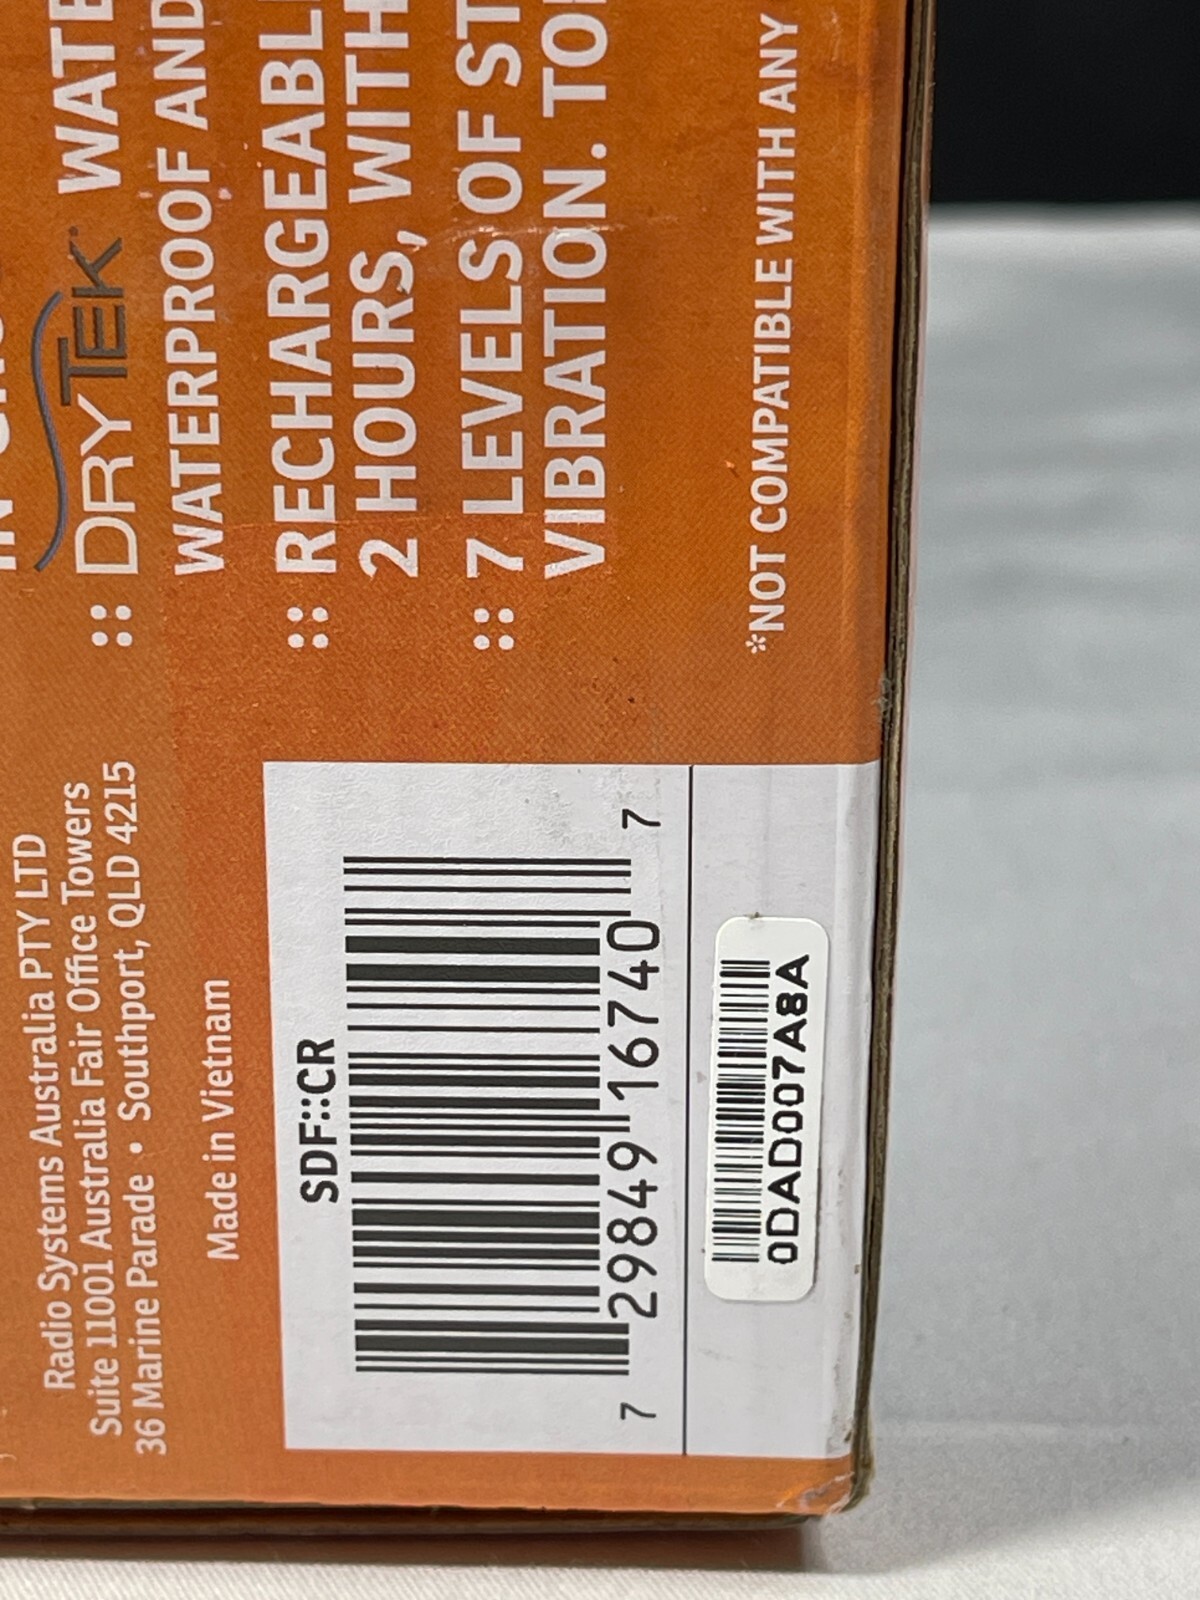 WATE
:: DRYTEK
WATERPROOF AND
:: RECHARGEABL
2 HOURS, WITH
:: 7 LEVELS OF ST
VIBRATION. TO
*NOT COMPATIBLE WITH ANY
Radio Systems Australia PTY LTD
Suite 11001 Australia Fair Office Towers
36 Marine Parade • Southport, QLD 4215
Made in Vietnam
SDF::CR
7 29849 16740 7
0DAD007A8A